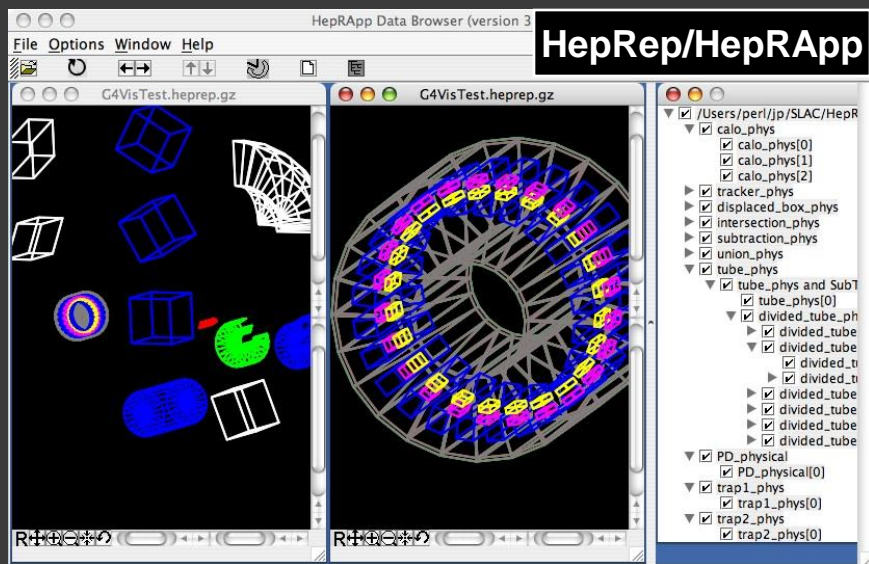 HepRApp Data Browser (version 3
HepRep/HepRApp
File Options Window Help
G4VisTest.heprep.gz
G4VisTest.heprep.gz
/Users/perl/jp/SLAC/HepR
calo_phys
calo_phys[0]
calo_phys[1]
calo_phys[2]
tracker_phys
displaced_box_phys
intersection_phys
subtraction_phys
union_phys
tube_phys
tube_phys and SubT
tube_phys[0]
divided_tube_ph
divided_tube
divided_tube
divided_t
divided_t
divided_tube
divided_tube
divided_tube
divided_tube
PD_physical
PD_physical[0]
trap1_phys
trap1_phys[0]
trap2_phys
trap2_phys[0]
R
R